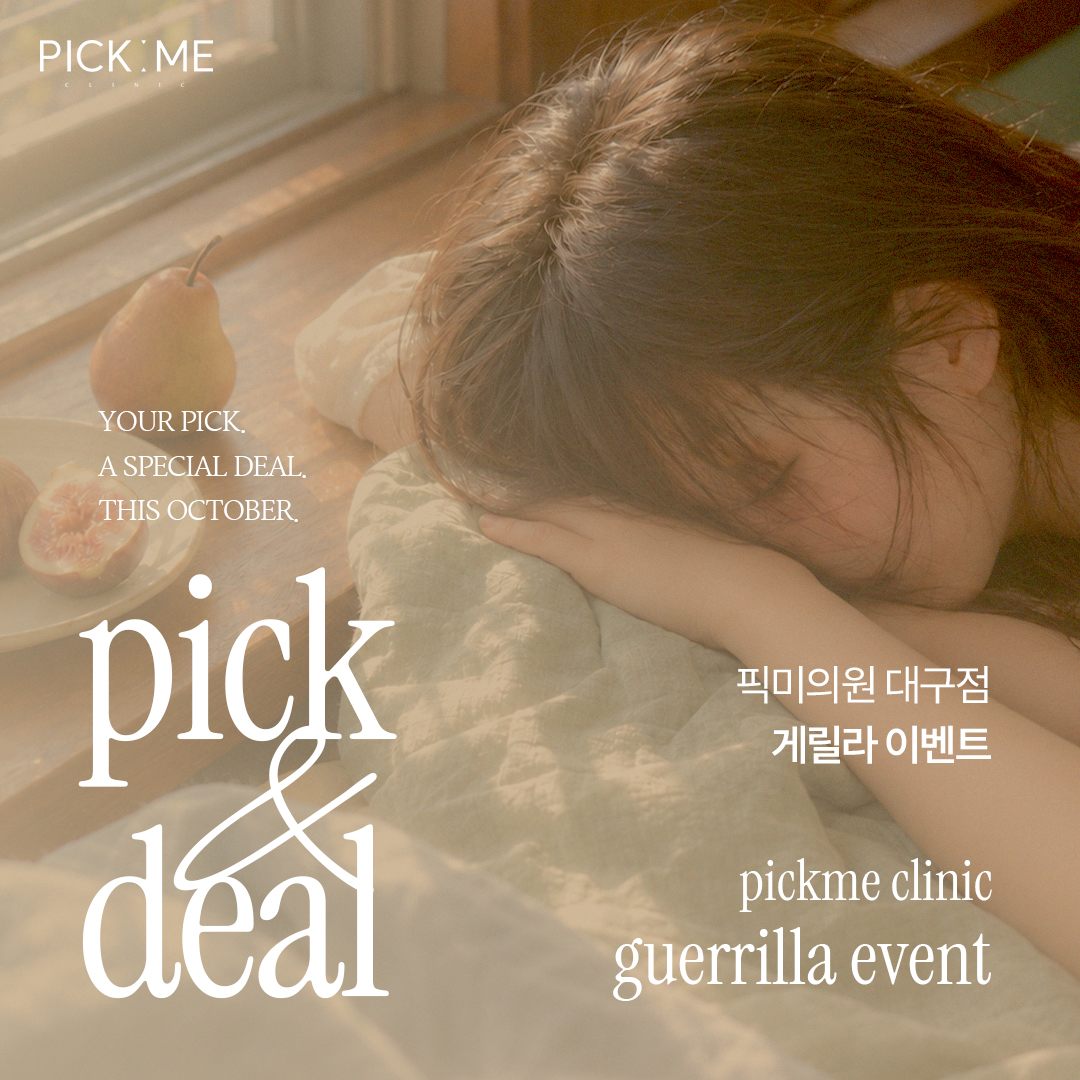 PICK:ME
CLINIC
YOUR PICK.
A SPECIAL DEAL.
THIS OCTOBER.
pick
&
deal
픽미의원 대구점
게릴라 이벤트
pickme clinic
guerrilla event